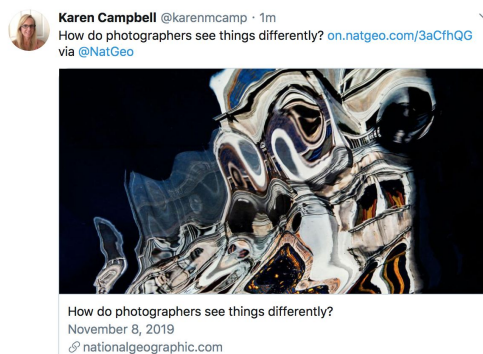 Karen Campbell @karenmcamp · 1m
How do photographers see things differently? on.natgeo.com/3aCfhQG
via @NatGeo
How do photographers see things differently?
November 8, 2019
nationalgeographic.com